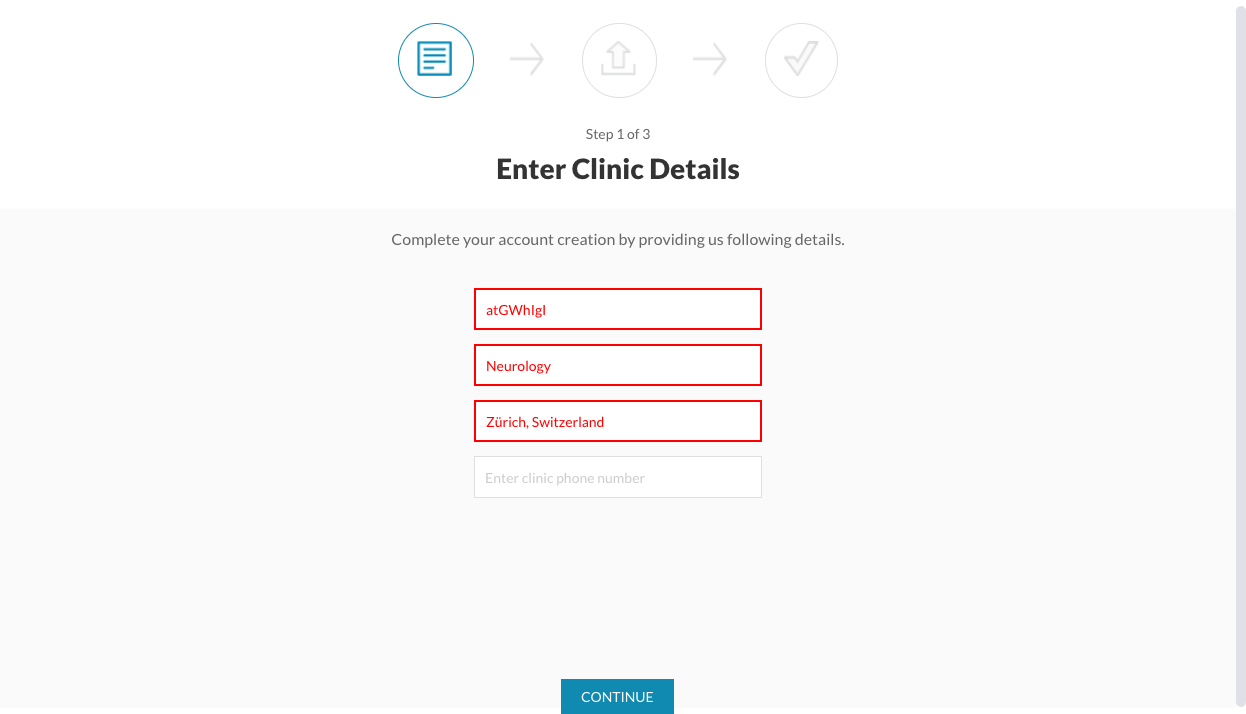 Step 1 of 3
Enter Clinic Details
Complete your account creation by providing us following details.
atGWhIgI
Neurology
Zürich, Switzerland
Enter clinic phone number
CONTINUE